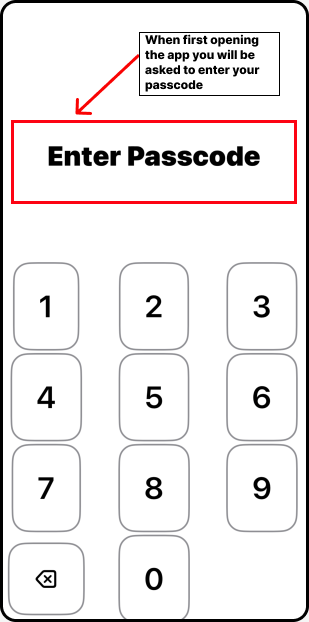 When first opening
the app you will be
asked to enter your
passcode
Enter Passcode
1 2 3
4 5 6
7 8 9
0